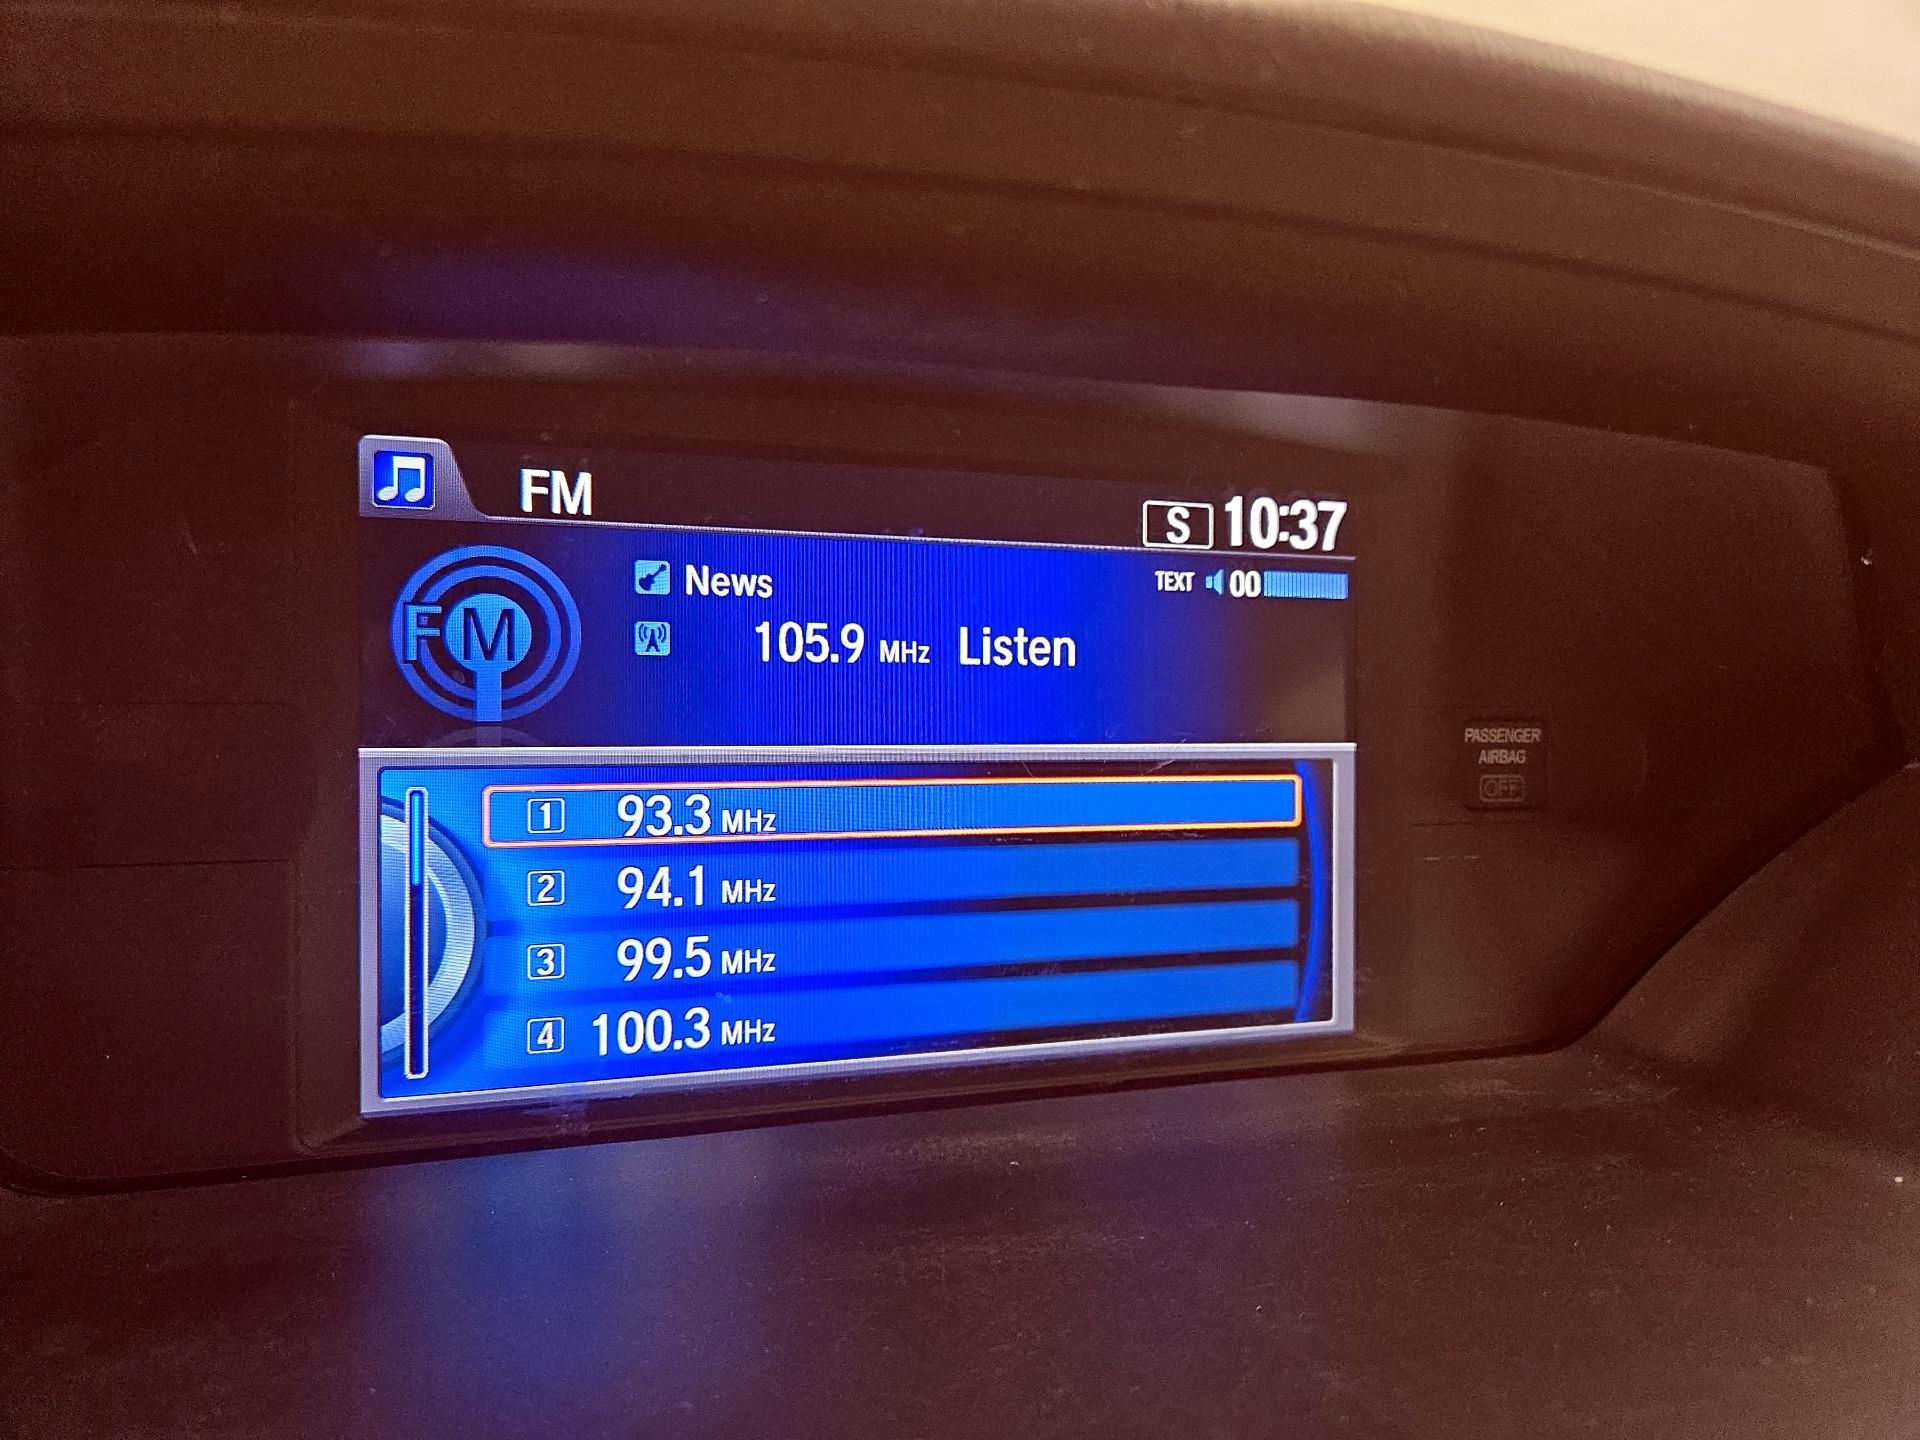 FM
S 10:37
FM
News
TEXT 00
105.9 MHz Listen
1 93.3 MHz
2 94.1 MHz
3 99.5 MHz
4 100.3 MHz
PASSENGER
AIRBAG
OFF